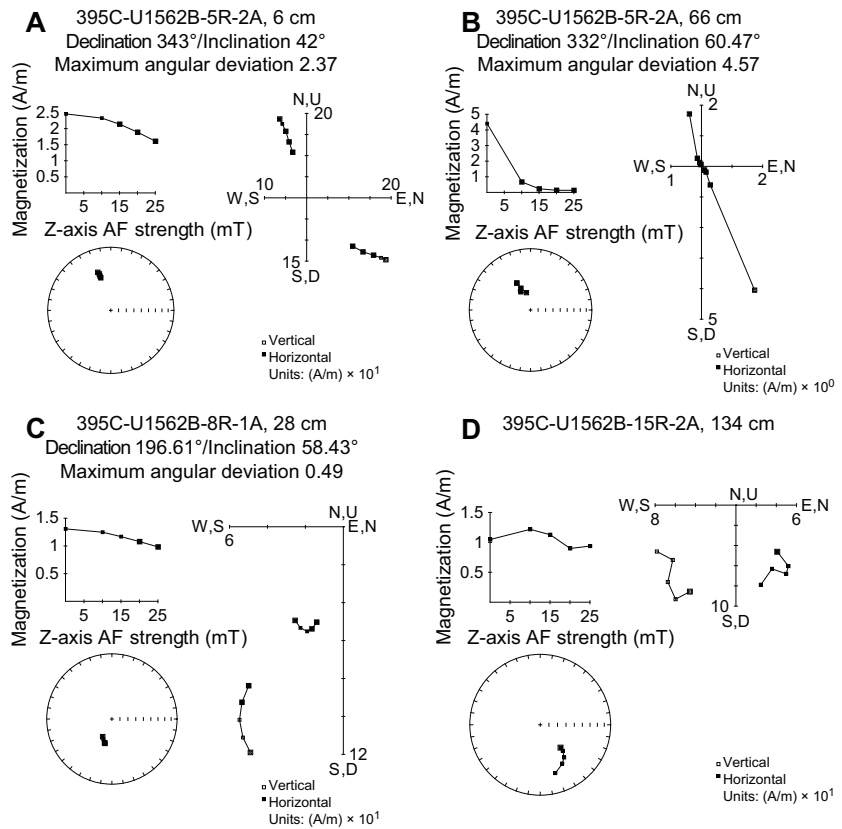 A
395C-U1562B-5R-2A, 6 cm
Declination 343°/Inclination 42°
Maximum angular deviation 2.37
Magnetization (A/m)
2.5
2
1.5
1
0.5
5 15 25
Z-axis AF strength (mT)
N,U
20
10
W,S
20
E,N
15
S,D
Vertical
Horizontal
Units: (A/m) × 10¹
B
395C-U1562B-5R-2A, 66 cm
Declination 332°/Inclination 60.47°
Maximum angular deviation 4.57
Magnetization (A/m)
5
4
3
2
1
5 15 25
Z-axis AF strength (mT)
N,U
2
W,S
1
E,N
2
5
S,D
Vertical
Horizontal
Units: (A/m) × 10⁰
C
395C-U1562B-8R-1A, 28 cm
Declination 196.61°/Inclination 58.43°
Maximum angular deviation 0.49
Magnetization (A/m)
1.5
1
0.5
5 15 25
Z-axis AF strength (mT)
N,U
W,S
6
E,N
12
S,D
Vertical
Horizontal
Units: (A/m) × 10¹
D
395C-U1562B-15R-2A, 134 cm
Magnetization (A/m)
1.5
1
0.5
5 15 25
Z-axis AF strength (mT)
N,U
W,S
8
E,N
6
10
S,D
Vertical
Horizontal
Units: (A/m) × 10¹